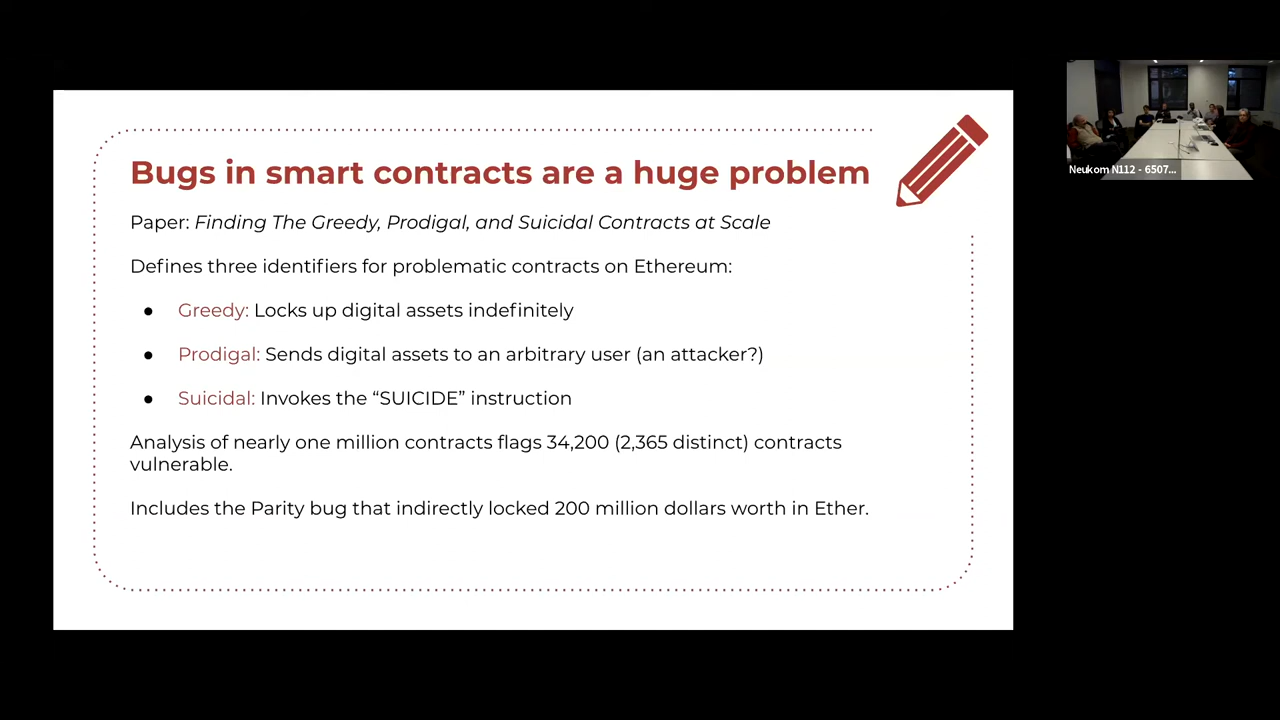 Bugs in smart contracts are a huge problem
Paper: Finding The Greedy, Prodigal, and Suicidal Contracts at Scale
Defines three identifiers for problematic contracts on Ethereum:
● Greedy: Locks up digital assets indefinitely
● Prodigal: Sends digital assets to an arbitrary user (an attacker?)
● Suicidal: Invokes the “SUICIDE” instruction
Analysis of nearly one million contracts flags 34,200 (2,365 distinct) contracts
vulnerable.
Includes the Parity bug that indirectly locked 200 million dollars worth in Ether.
Neukom N112 - 6507...